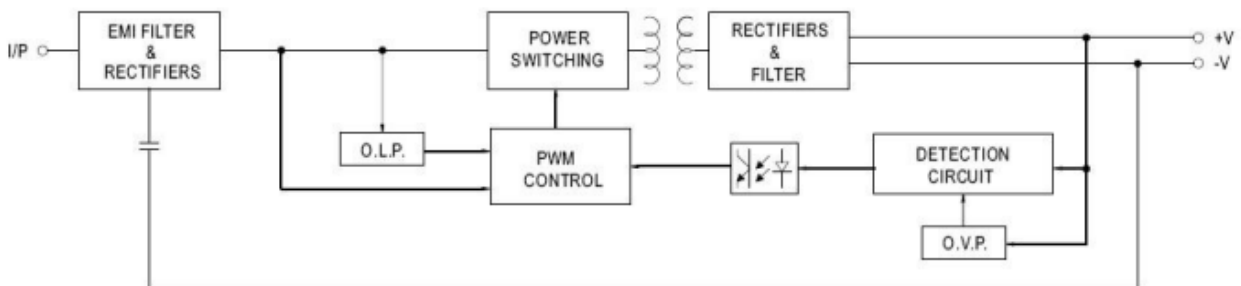 I/P
EMI FILTER
&
RECTIFIERS
POWER
SWITCHING
RECTIFIERS
&
FILTER
+V
-V
O.L.P.
PWM
CONTROL
DETECTION
CIRCUIT
O.V.P.